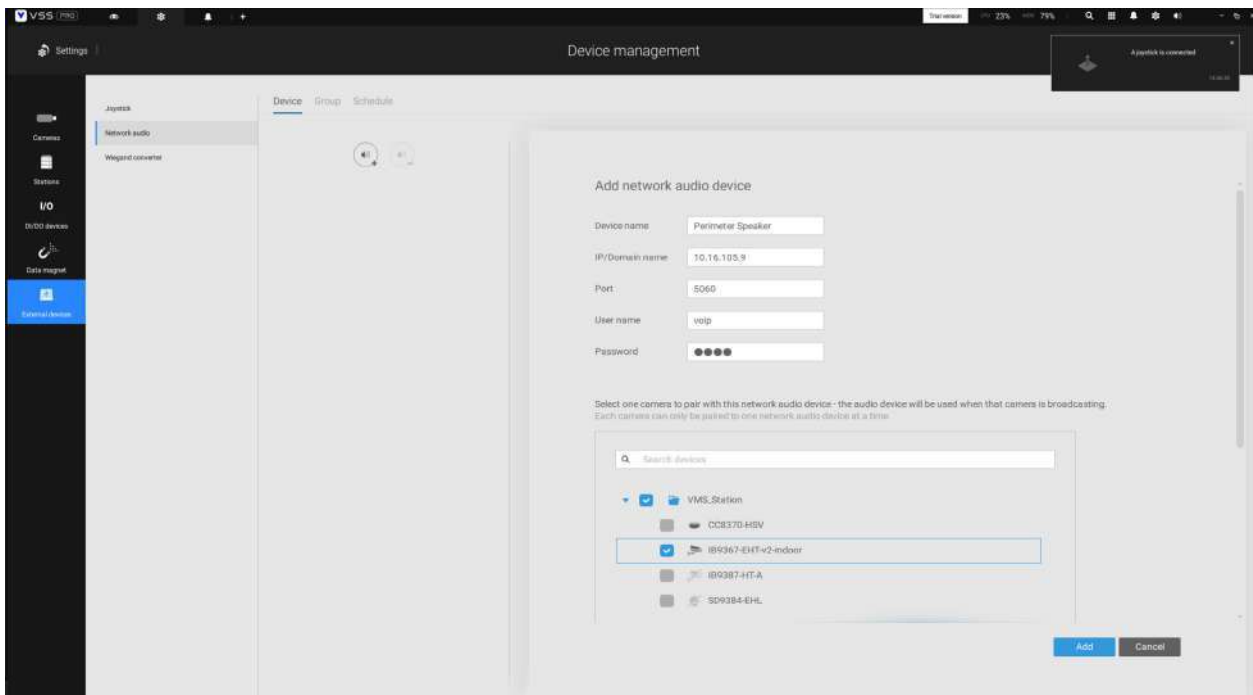 VSS PRO
Trial version
CPU 23% MEM 79%
Settings
Device management
A joystick is connected
Cameras
Stations
I/O
DI/DO devices
Data magnet
External devices
Joystick
Network audio
Wiegand converter
Device Group Schedule
Add network audio device
Device name Perimeter Speaker
IP/Domain name 10.16.105.9
Port 5060
User name voip
Password ●●●●
Select one camera to pair with this network audio device - the audio device will be used when that camera is broadcasting.
Each camera can only be paired to one network audio device at a time
Search devices
VMS_Station
CC8370-HSV
IB9367-EHT-v2-indoor
IB9387-HT-A
SD9384-EHL
Add Cancel